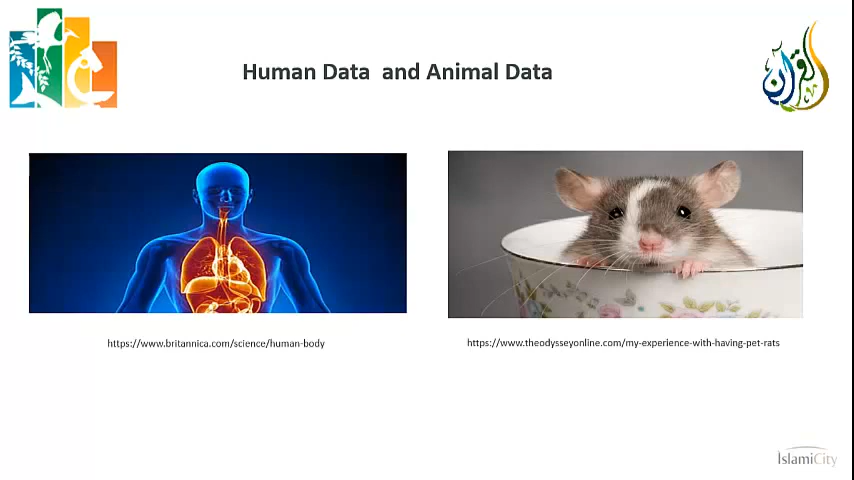 Human Data and Animal Data
القرآن
https://www.britannica.com/science/human-body
https://www.theodysseyonline.com/my-experience-with-having-pet-rats
IslamiCity